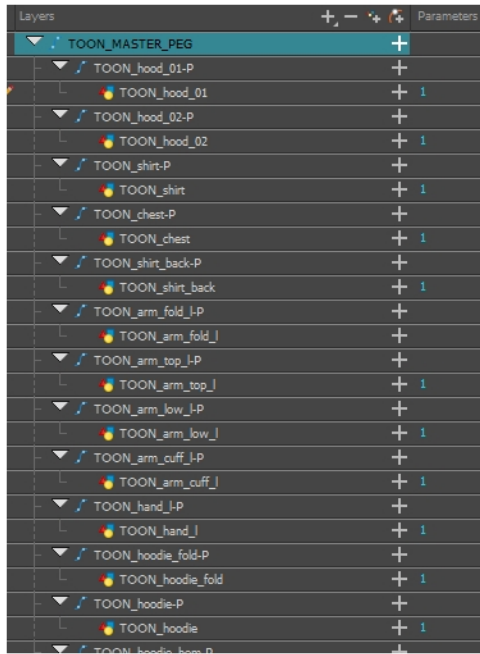 Layers Parameters
TOON_MASTER_PEG
TOON_hood_01-P
TOON_hood_01 1
TOON_hood_02-P
TOON_hood_02 1
TOON_shirt-P
TOON_shirt 1
TOON_chest-P
TOON_chest 1
TOON_shirt_back-P
TOON_shirt_back 1
TOON_arm_fold_l-P
TOON_arm_fold_l
TOON_arm_top_l-P
TOON_arm_top_l 1
TOON_arm_low_l-P
TOON_arm_low_l 1
TOON_arm_cuff_l-P
TOON_arm_cuff_l 1
TOON_hand_l-P
TOON_hand_l 1
TOON_hoodie_fold-P
TOON_hoodie_fold 1
TOON_hoodie-P
TOON_hoodie 1
TOON_hoodie_hem-P